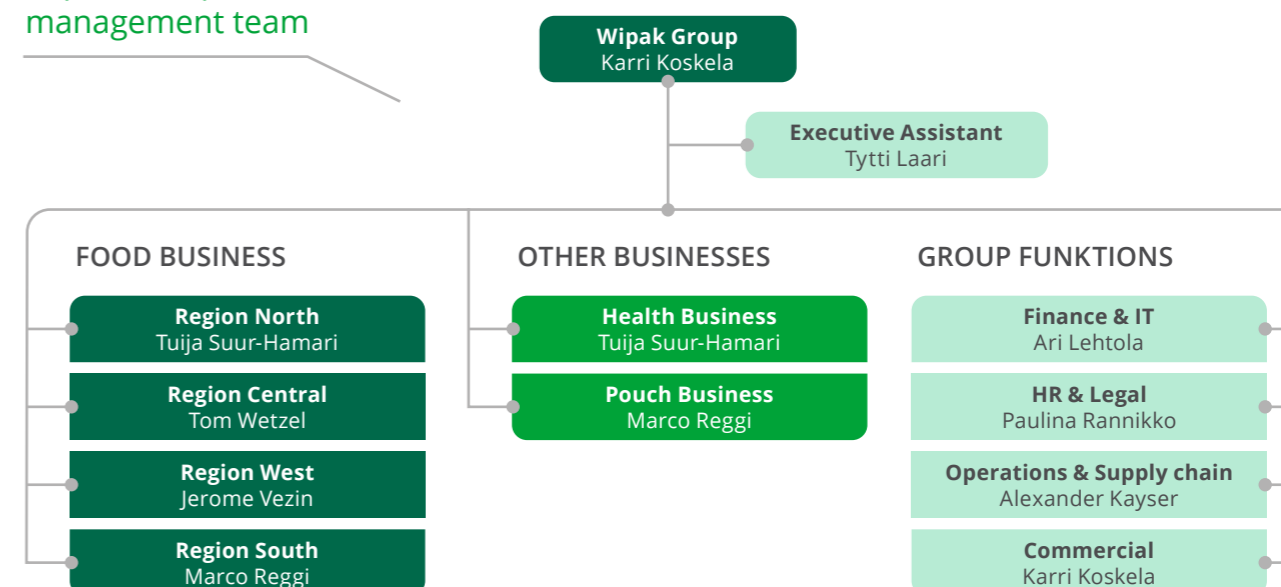 management team
Wipak Group
Karri Koskela
Executive Assistant
Tytti Laari
FOOD BUSINESS
Region North
Tuija Suur-Hamari
Region Central
Tom Wetzel
Region West
Jerome Vezin
Region South
Marco Reggi
OTHER BUSINESSES
Health Business
Tuija Suur-Hamari
Pouch Business
Marco Reggi
GROUP FUNKTIONS
Finance & IT
Ari Lehtola
HR & Legal
Paulina Rannikko
Operations & Supply chain
Alexander Kayser
Commercial
Karri Koskela